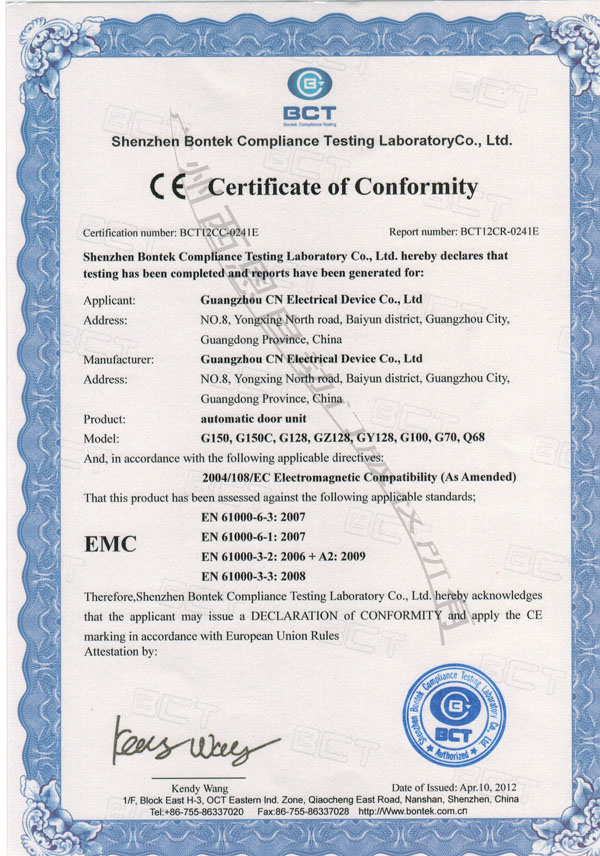 BCT
Bontek Compliance Testing
Shenzhen Bontek Compliance Testing LaboratoryCo., Ltd.
CE Certificate of Conformity
Certification number: BCT12CC-0241E Report number: BCT12CR-0241E
Shenzhen Bontek Compliance Testing Laboratory Co., Ltd. hereby declares that
testing has been completed and reports have been generated for:
Applicant: Guangzhou CN Electrical Device Co., Ltd
Address: NO.8, Yongxing North road, Baiyun district, Guangzhou City,
Guangdong Province, China
Manufacturer: Guangzhou CN Electrical Device Co., Ltd
Address: NO.8, Yongxing North road, Baiyun district, Guangzhou City,
Guangdong Province, China
Product: automatic door unit
Model: G150, G150C, G128, GZ128, GY128, G100, G70, Q68
And, in accordance with the following applicable directives:
2004/108/EC Electromagnetic Compatibility (As Amended)
That this product has been assessed against the following applicable standards;
EN 61000-6-3: 2007
EMC
EN 61000-6-1: 2007
EN 61000-3-2: 2006 + A2: 2009
EN 61000-3-3: 2008
Therefore,Shenzhen Bontek Compliance Testing Laboratory Co., Ltd. hereby acknowledges
that the applicant may issue a DECLARATION of CONFORMITY and apply the CE
marking in accordance with European Union Rules
Attestation by:
Shenzhen Bontek Compliance Testing Laboratory Co., Ltd
BCT
Authorized
Kendy Wang
Date of Issued: Apr.10, 2012
1/F, Block East H-3, OCT Eastern Ind. Zone, Qiaocheng East Road, Nanshan, Shenzhen, China
Tel:+86-755-86337020 Fax:86-755-86337028 http://Www.bontek.com.cn